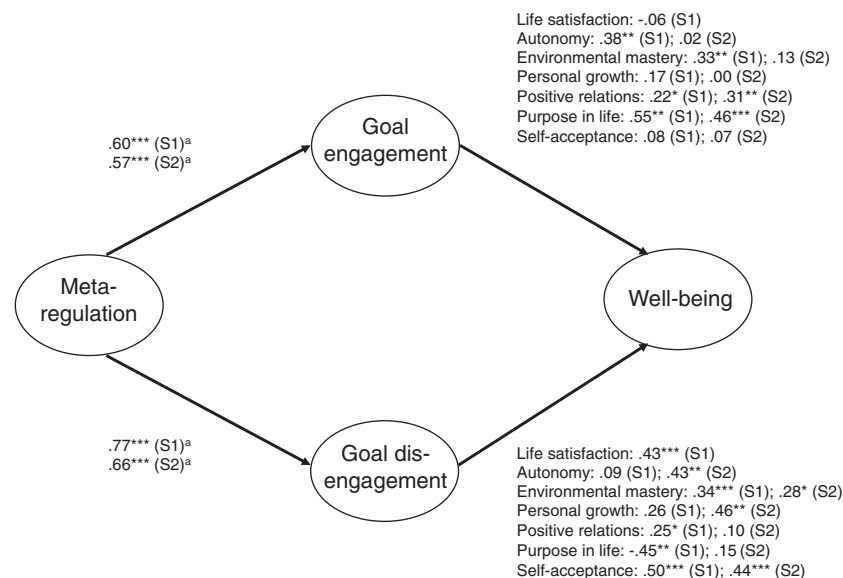 Life satisfaction: -.06 (S1)
Autonomy: .38** (S1); .02 (S2)
Environmental mastery: .33** (S1); .13 (S2)
Personal growth: .17 (S1); .00 (S2)
Positive relations: .22* (S1); .31** (S2)
Purpose in life: .55** (S1); .46*** (S2)
Self-acceptance: .08 (S1); .07 (S2)
Goal
engagement
.60*** (S1)ᵃ
.57*** (S2)ᵃ
Meta-
regulation
Well-being
.77*** (S1)ᵃ
.66*** (S2)ᵃ
Goal dis-
engagement
Life satisfaction: .43*** (S1)
Autonomy: .09 (S1); .43** (S2)
Environmental mastery: .34*** (S1); .28* (S2)
Personal growth: .26 (S1); .46** (S2)
Positive relations: .25* (S1); .10 (S2)
Purpose in life: -.45** (S1); .15 (S2)
Self-acceptance: .50*** (S1); .44*** (S2)